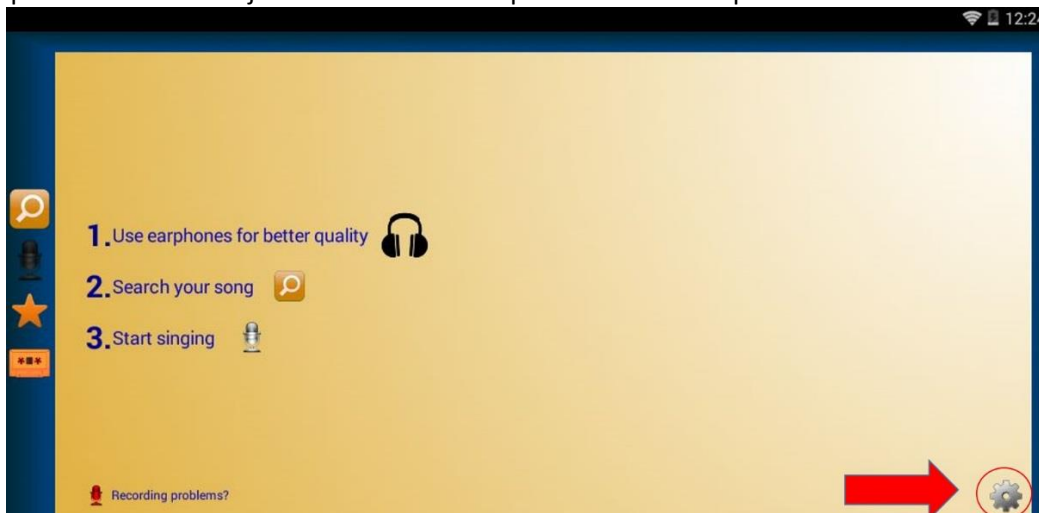 12:24
1.Use earphones for better quality
2.Search your song
3.Start singing
Recording problems?